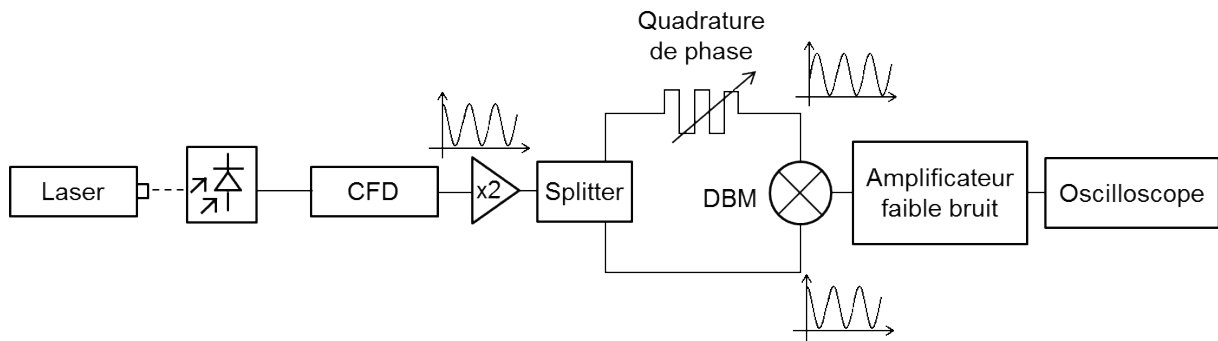 Quadrature
de phase
Laser
CFD
x2
Splitter
DBM
Amplificateur
faible bruit
Oscilloscope